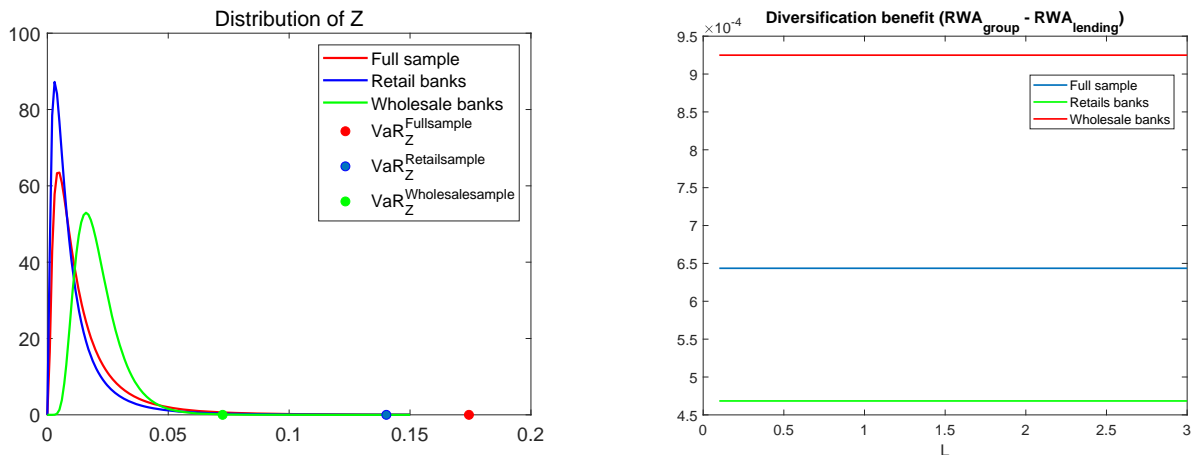 Distribution of Z
100
80
60
40
20
0
0
0.05
0.1
0.15
0.2
Full sample
Retail banks
Wholesale banks
VaR_Z^Fullsample
VaR_Z^Retailsample
VaR_Z^Wholesalesample
Diversification benefit (RWA_group - RWA_lending)
×10^-4
9.5
9
8.5
8
7.5
7
6.5
6
5.5
5
4.5
0
0.5
1
1.5
2
2.5
3
L
Full sample
Retails banks
Wholesale banks